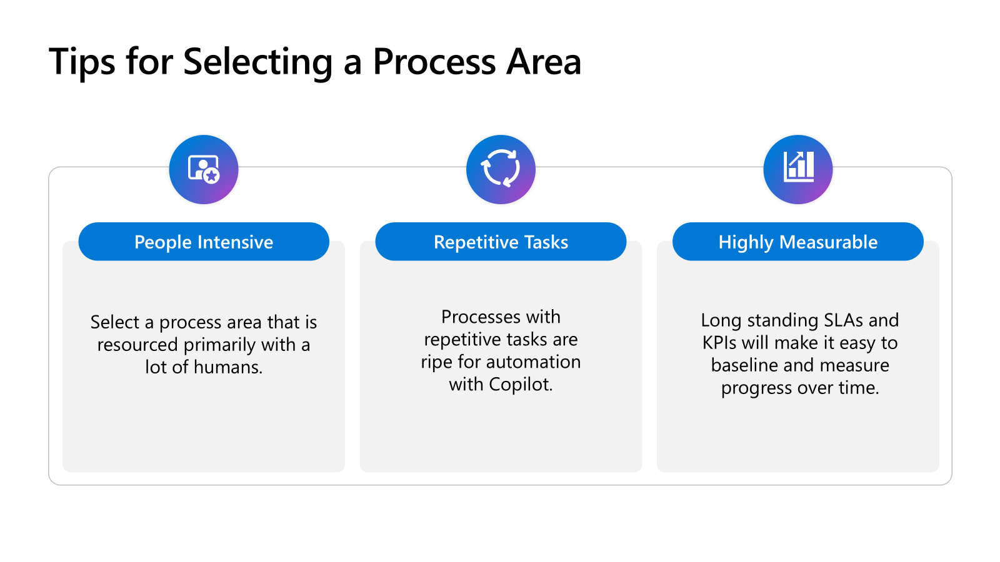 Tips for Selecting a Process Area
People Intensive
Select a process area that is
resourced primarily with a
lot of humans.
Repetitive Tasks
Processes with
repetitive tasks are
ripe for automation
with Copilot.
Highly Measurable
Long standing SLAs and
KPIs will make it easy to
baseline and measure
progress over time.